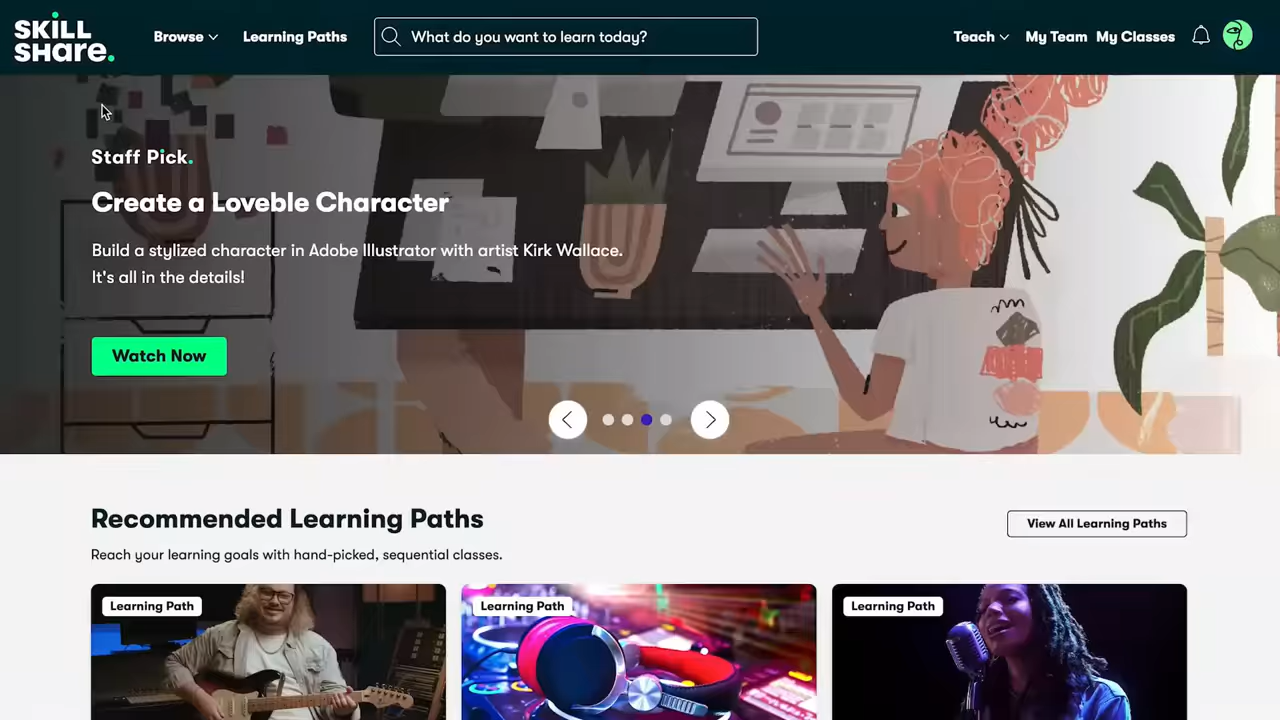 SKILL
SHare.
Browse
Learning Paths
What do you want to learn today?
Teach
My Team
My Classes
Staff Pick.
Create a Loveble Character
Build a stylized character in Adobe Illustrator with artist Kirk Wallace.
It's all in the details!
Watch Now
Recommended Learning Paths
View All Learning Paths
Reach your learning goals with hand-picked, sequential classes.
Learning Path
Learning Path
Learning Path